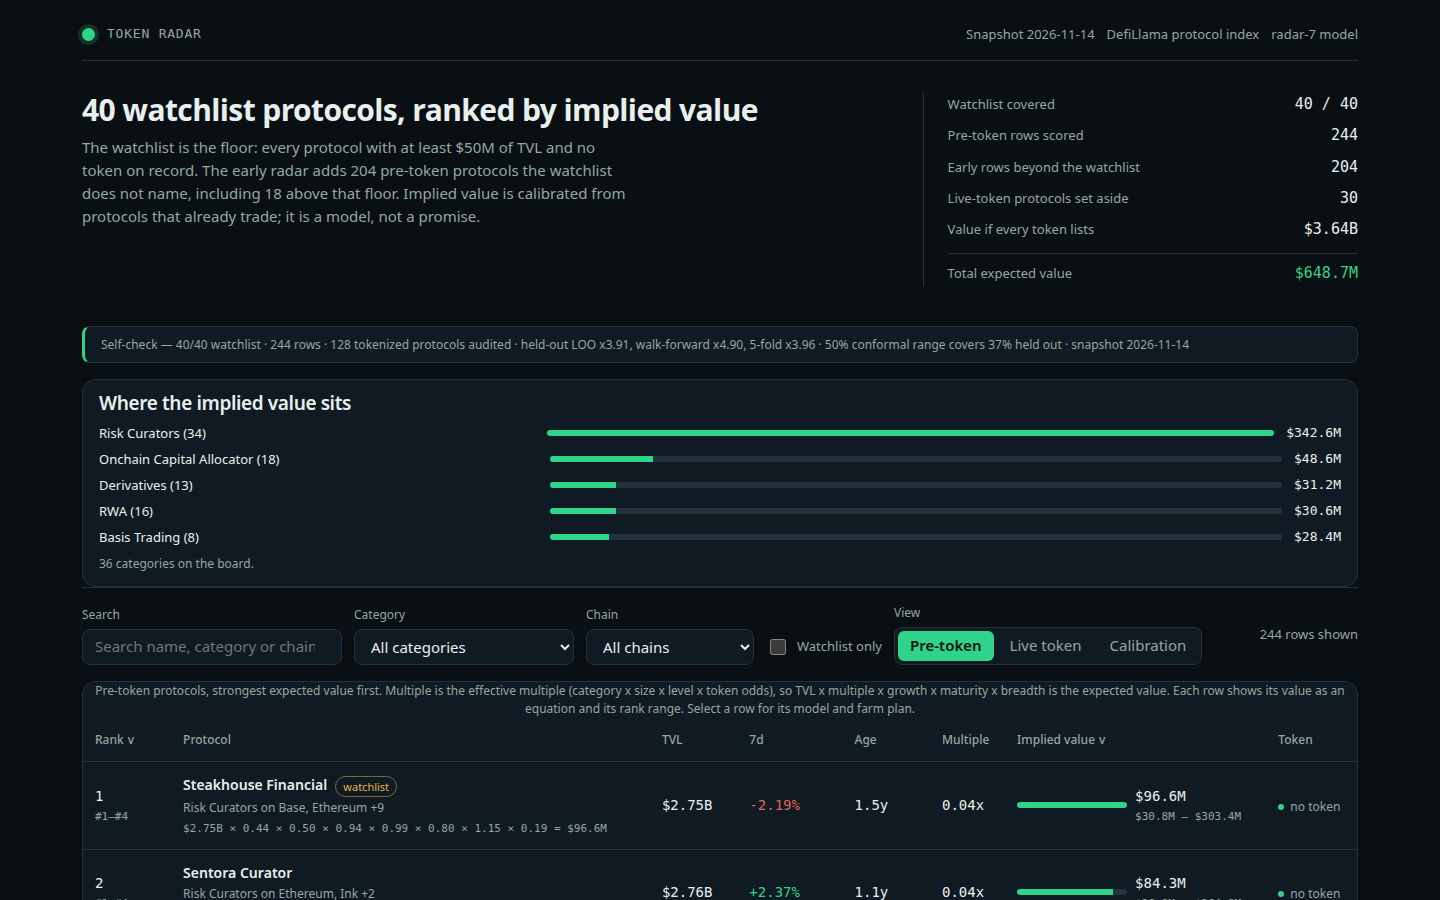 TOKEN RADAR
Snapshot 2026-11-14 DefiLlama protocol index radar-7 model
40 watchlist protocols, ranked by implied value
The watchlist is the floor: every protocol with at least $50M of TVL and no
token on record. The early radar adds 204 pre-token protocols the watchlist
does not name, including 18 above that floor. Implied value is calibrated from
protocols that already trade; it is a model, not a promise.
Watchlist covered 40 / 40
Pre-token rows scored 244
Early rows beyond the watchlist 204
Live-token protocols set aside 30
Value if every token lists $3.64B
Total expected value $648.7M
Self-check — 40/40 watchlist · 244 rows · 128 tokenized protocols audited · held-out LOO x3.91, walk-forward x4.90, 5-fold x3.96 · 50% conformal range covers 37% held out · snapshot 2026-11-14
Where the implied value sits
Risk Curators (34) $342.6M
Onchain Capital Allocator (18) $48.6M
Derivatives (13) $31.2M
RWA (16) $30.6M
Basis Trading (8) $28.4M
36 categories on the board.
Search Category Chain View
Search name, category or chain All categories All chains Watchlist only Pre-token Live token Calibration 244 rows shown
Pre-token protocols, strongest expected value first. Multiple is the effective multiple (category x size x level x token odds), so TVL x multiple x growth x maturity x breadth is the expected value. Each row shows its value as an
equation and its rank range. Select a row for its model and farm plan.
Rank v Protocol TVL 7d Age Multiple Implied value v Token
1 Steakhouse Financial watchlist $2.75B -2.19% 1.5y 0.04x $96.6M no token
#1–#4 Risk Curators on Base, Ethereum +9 $30.8M – $303.4M
$2.75B × 0.44 × 0.50 × 0.94 × 0.99 × 0.80 × 1.15 × 0.19 = $96.6M
2 Sentora Curator $2.76B +2.37% 1.1y 0.04x $84.3M no token
Risk Curators on Ethereum, Ink +2